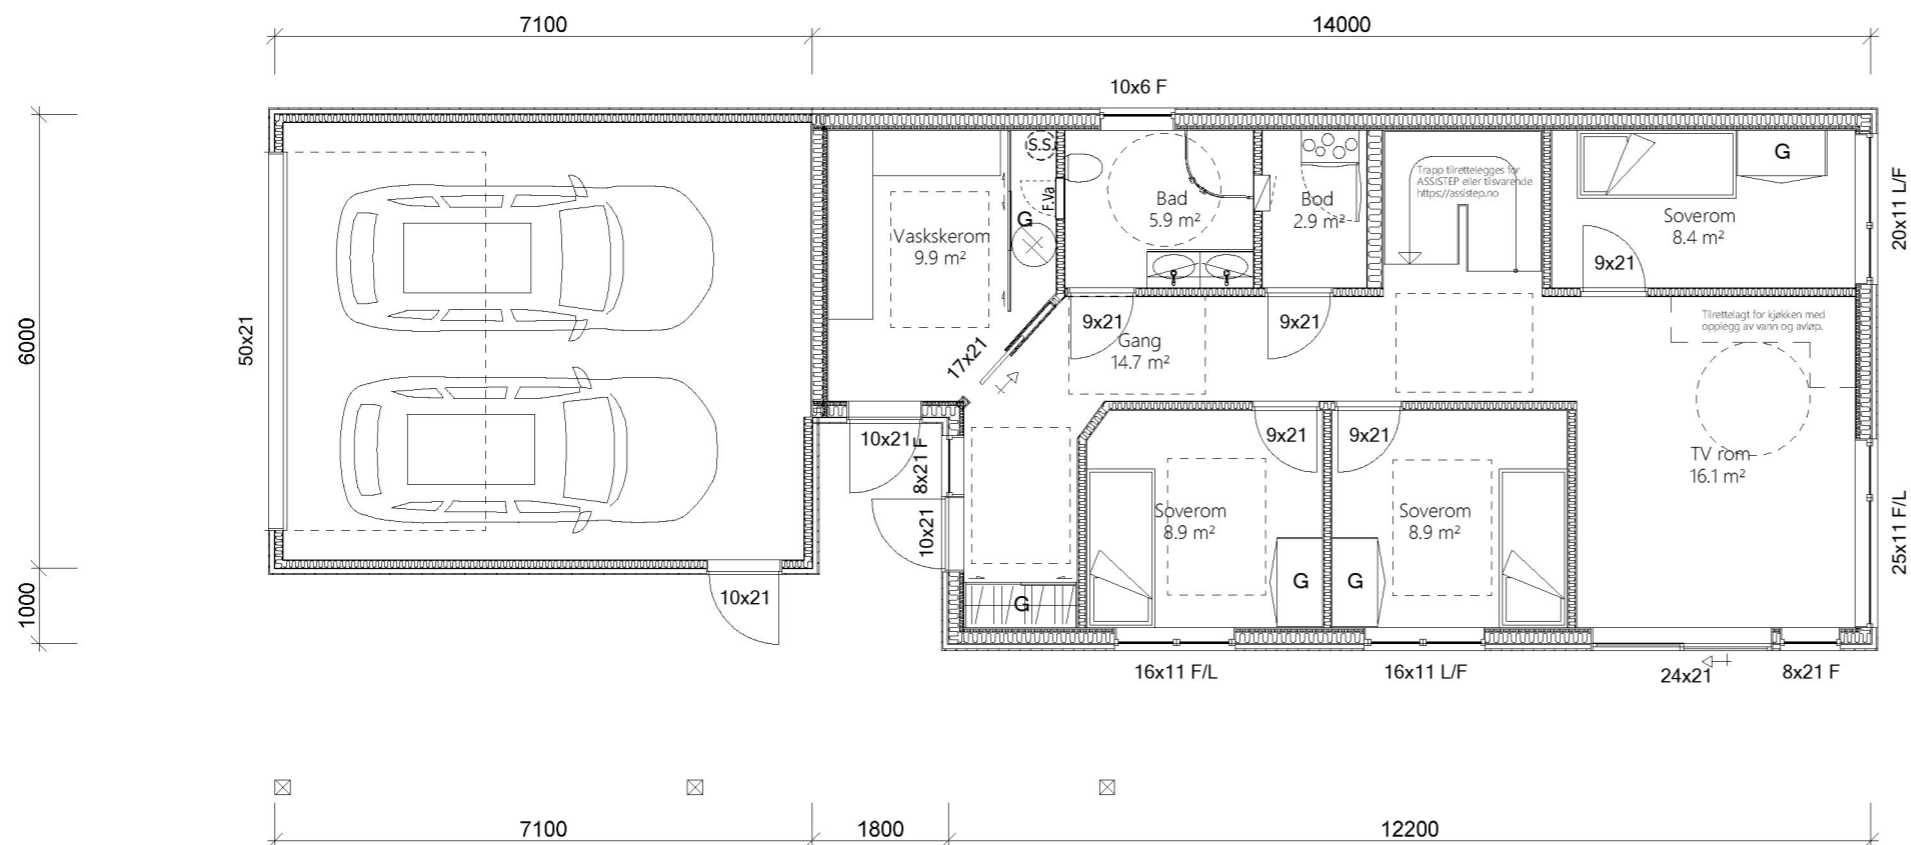 7100
14000
10x6 F
S.S.
G
Trapp tilrettelegges for
ASSISTEP eller tilsvarende
https://assistep.no
F.Va
Bad
5.9 m²
Bod
2.9 m²
Soverom
8.4 m²
20x11 L/F
G
Vaskskerom
9.9 m²
9x21
6000
50x21
9x21
9x21
Tilrettelagt for kjøkken med
opplegg av vann og avløp.
Gang
14.7 m²
17x21
10x21
8x21 F
9x21
9x21
TV rom
16.1 m²
10x21
Soverom
8.9 m²
Soverom
8.9 m²
25x11 F/L
1000
10x21
G
G
G
16x11 F/L
16x11 L/F
24x21
8x21 F
7100
1800
12200